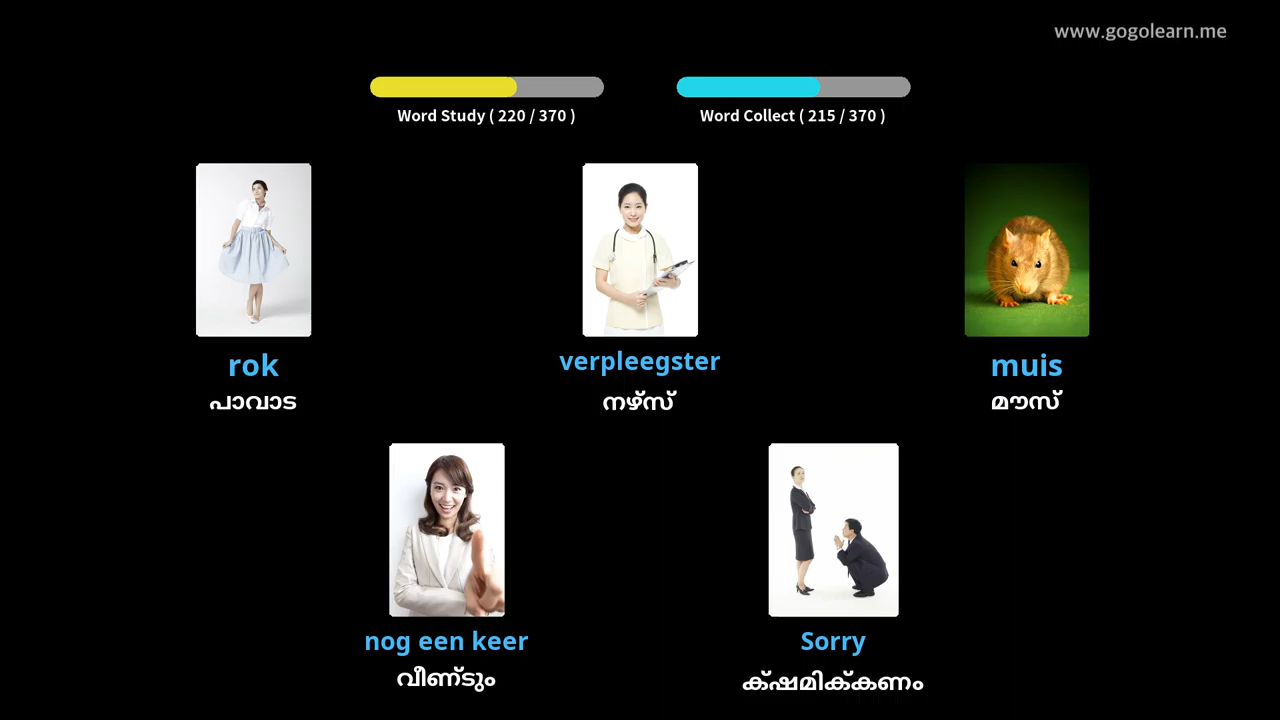 www.gogolearn.me
Word Study ( 220 / 370 )
Word Collect ( 215 / 370 )
rok
പാവാട
verpleegster
നഴ്സ്
muis
മൗസ്
nog een keer
വീണ്ടും
Sorry
ക്ഷമിക്കണം